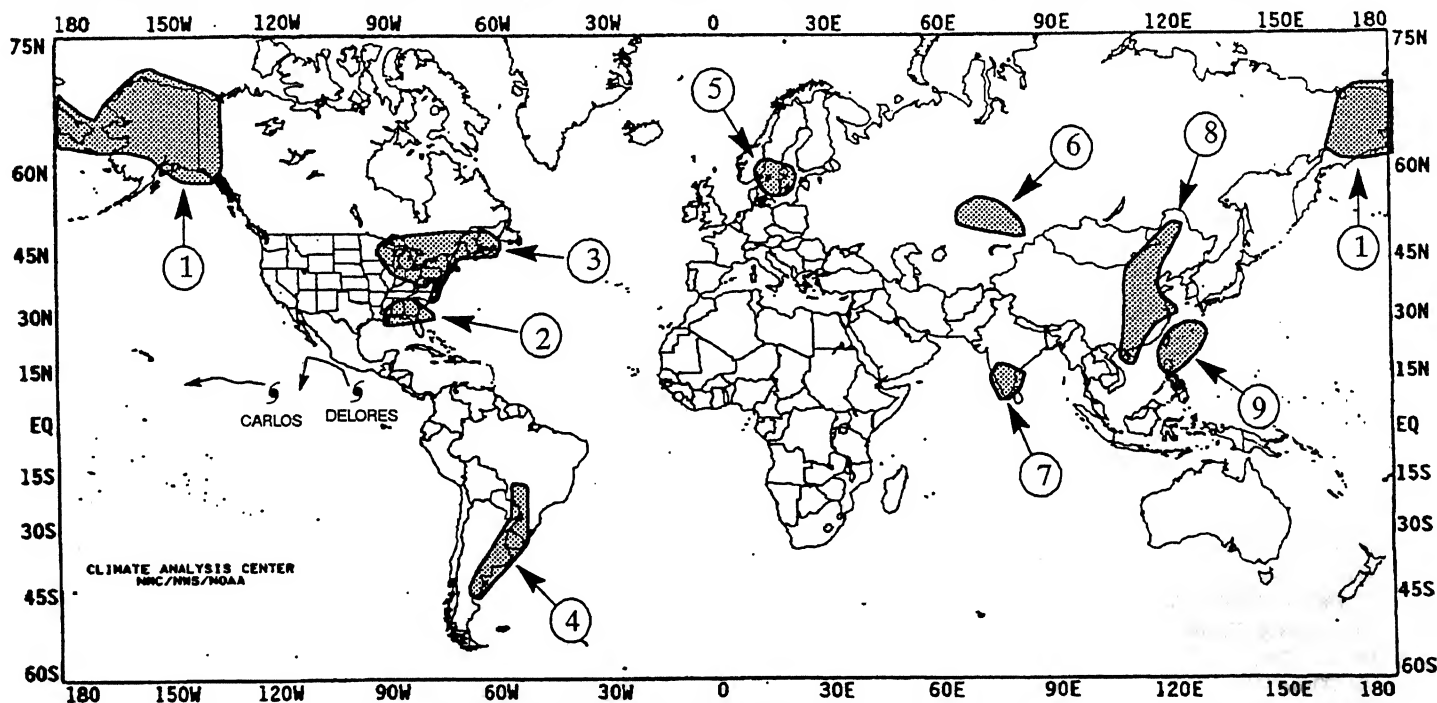 180 150W 120W 90W 60W 30W 0 30E 60E 90E 120E 150E 180
75N 75N
5
6
8
60N 60N
1
3
1
45N 45N
30N 30N
2
15N 15N
CARLOS DELORES
9
EQ EQ
7
15S 15S
30S 30S
CLIMATE ANALYSIS CENTER
NMC/NWS/NOAA
4
45S 45S
60S 60S
180 150W 120W 90W 60W 30W 0 30E 60E 90E 120E 150E 180